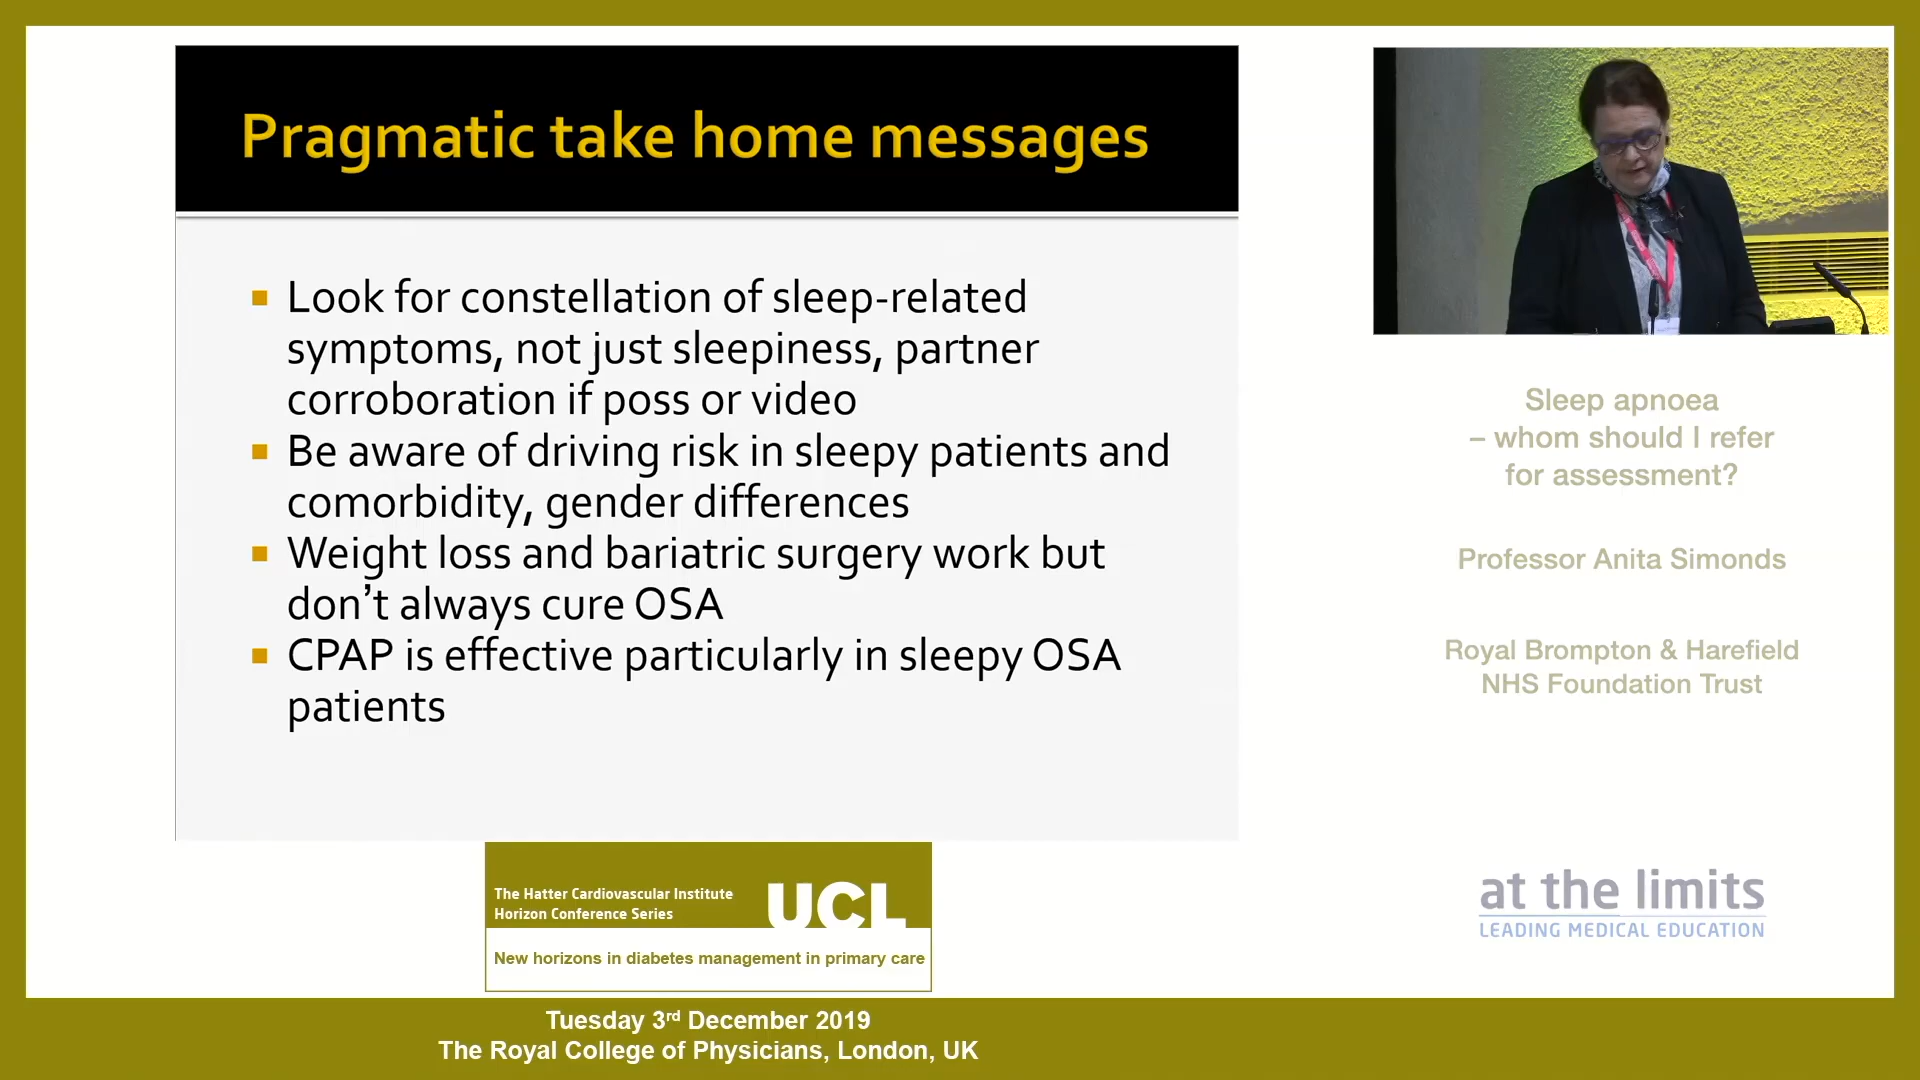 Pragmatic take home messages
Look for constellation of sleep-related
symptoms, not just sleepiness, partner
corroboration if poss or video
Be aware of driving risk in sleepy patients and
comorbidity, gender differences
Weight loss and bariatric surgery work but
don't always cure OSA
CPAP is effective particularly in sleepy OSA
patients
Sleep apnoea
– whom should I refer
for assessment?
Professor Anita Simonds
Royal Brompton & Harefield
NHS Foundation Trust
at the limits
LEADING MEDICAL EDUCATION
The Hatter Cardiovascular Institute
Horizon Conference Series
UCL
New horizons in diabetes management in primary care
Tuesday 3rd December 2019
The Royal College of Physicians, London, UK